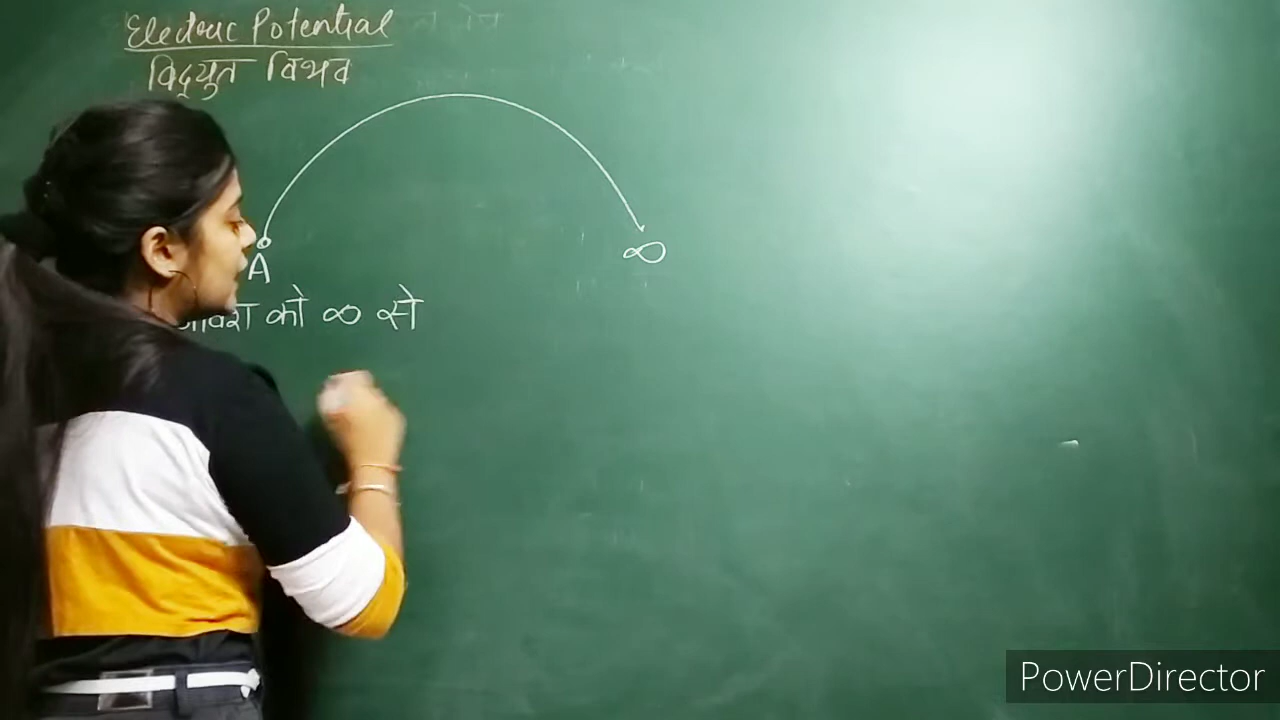 Electric Potential
विद्युत विभव
A
∞
को ∞ से
PowerDirector